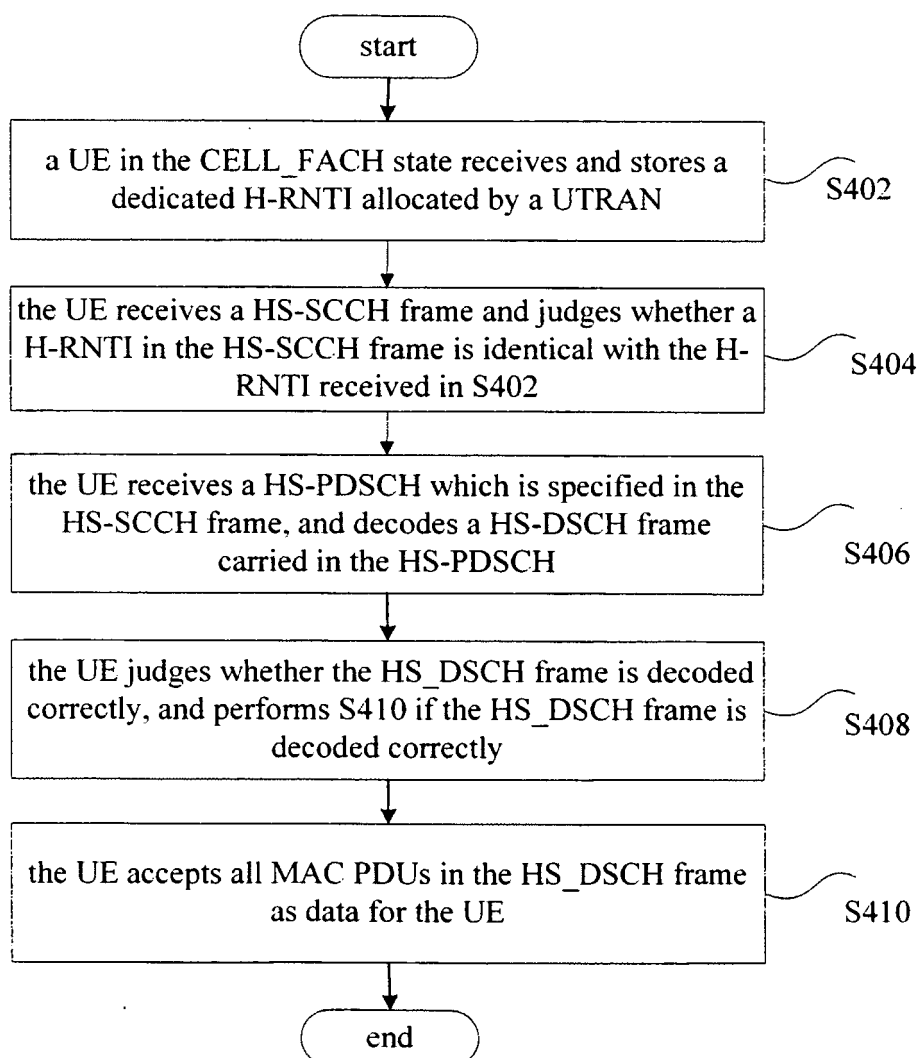 start
a UE in the CELL_FACH state receives and stores a
dedicated H-RNTI allocated by a UTRAN
S402
the UE receives a HS-SCCH frame and judges whether a
H-RNTI in the HS-SCCH frame is identical with the H-
RNTI received in S402
S404
the UE receives a HS-PDSCH which is specified in the
HS-SCCH frame, and decodes a HS-DSCH frame
carried in the HS-PDSCH
S406
the UE judges whether the HS_DSCH frame is decoded
correctly, and performs S410 if the HS_DSCH frame is
decoded correctly
S408
the UE accepts all MAC PDUs in the HS_DSCH frame
as data for the UE
S410
end